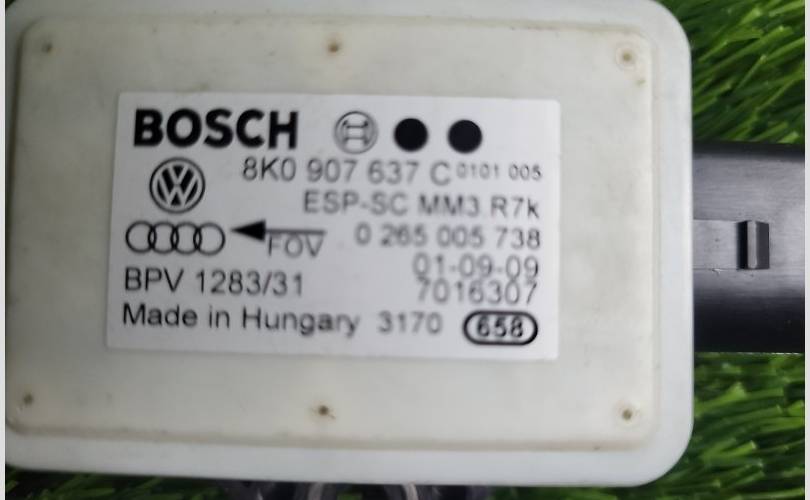 BOSCH
8K0 907 637 C 0101 005
ESP-SC MM3 R7k
FOV 0 265 005 738
01-09-09
BPV 1283/31 7016307
Made in Hungary 3170 658